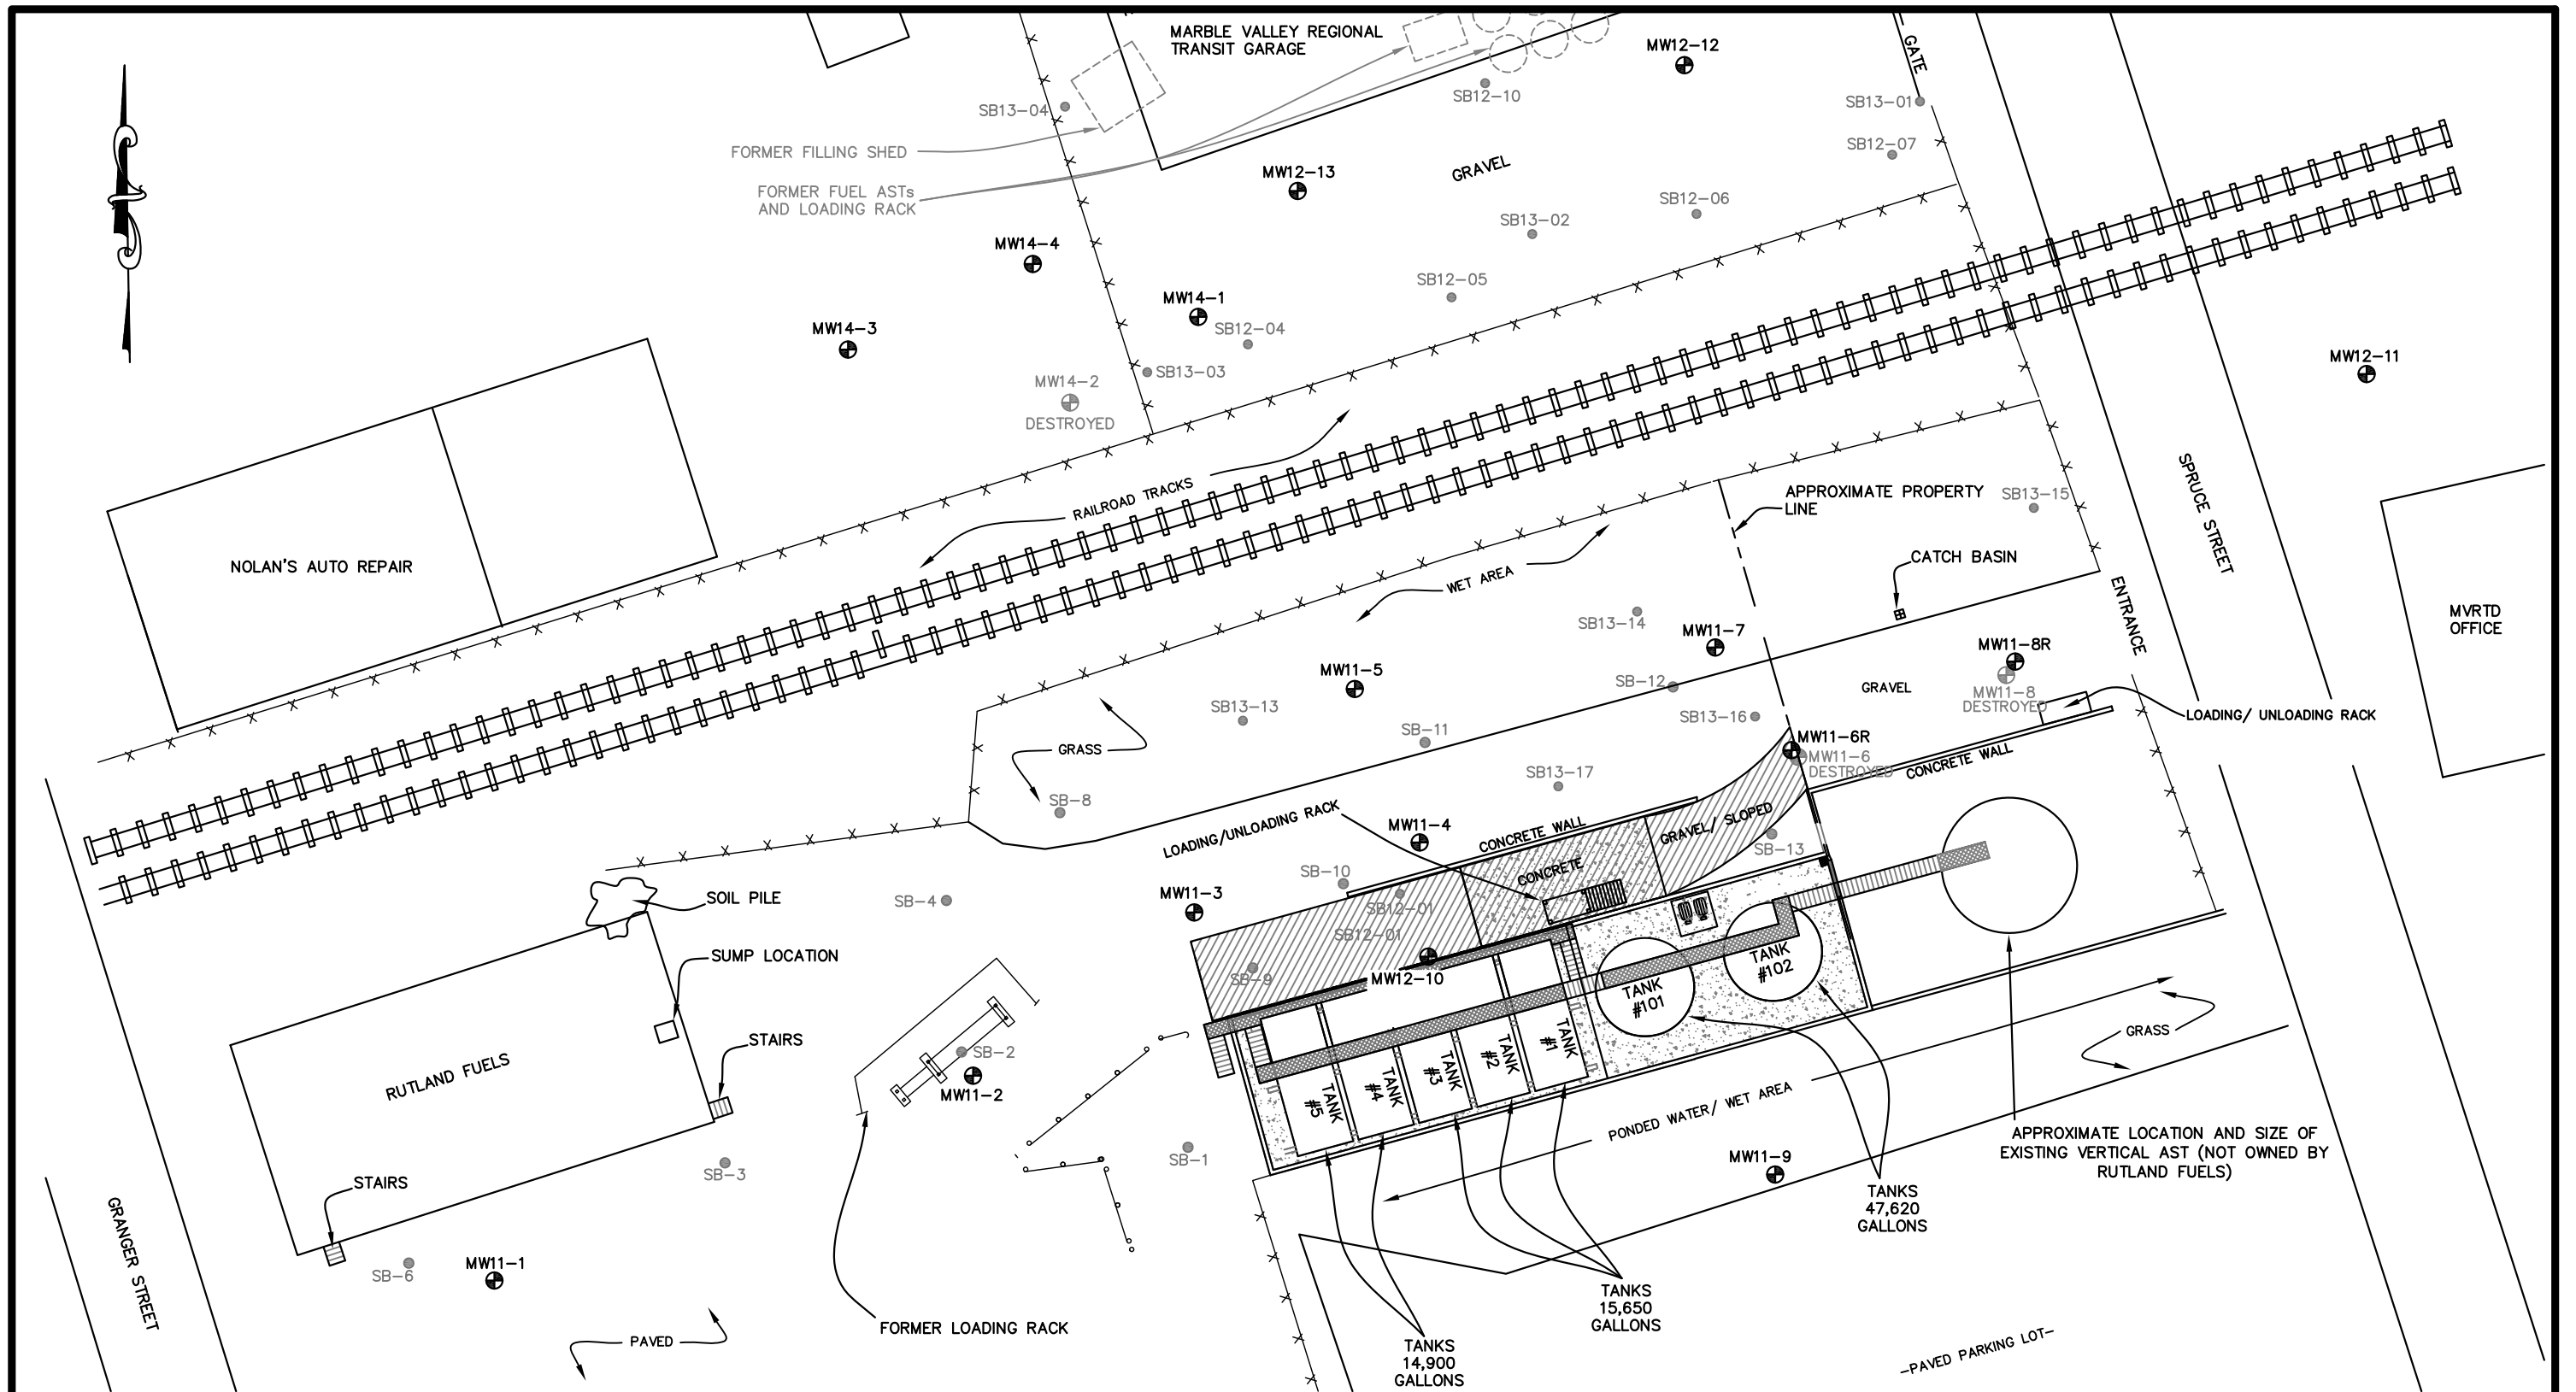 MARBLE VALLEY REGIONAL
TRANSIT GARAGE
MW12-12
GATE
SB13-04
SB12-10
SB13-01
FORMER FILLING SHED
SB12-07
MW12-13
GRAVEL
FORMER FUEL ASTs
AND LOADING RACK
SB12-06
SB13-02
MW14-4
SB12-05
MW14-1
SB12-04
MW14-3
MW12-11
SB13-03
MW14-2
DESTROYED
RAILROAD TRACKS
APPROXIMATE PROPERTY
LINE
SB13-15
SPRUCE STREET
NOLAN'S AUTO REPAIR
WET AREA
CATCH BASIN
ENTRANCE
SB13-14
MW11-7
MVRTD
OFFICE
MW11-8R
MW11-5
SB-12
GRAVEL
MW11-8
DESTROYED
SB13-13
SB13-16
LOADING/ UNLOADING RACK
SB-11
MW11-6R
GRASS
MW11-6
DESTROYED
CONCRETE WALL
SB13-17
SB-8
LOADING/UNLOADING RACK
MW11-4
CONCRETE WALL
GRAVEL/ SLOPED
SB-13
CONCRETE
SB-10
SB-4
SOIL PILE
MW11-3
SB12-01
SB12-01
SUMP LOCATION
SB-9
MW12-10
TANK
#102
TANK
#101
STAIRS
SB-2
MW11-2
RUTLAND FUELS
TANK
#1
TANK
#2
TANK
#3
TANK
#4
TANK
#5
GRASS
PONDED WATER/ WET AREA
SB-3
SB-1
MW11-9
APPROXIMATE LOCATION AND SIZE OF
EXISTING VERTICAL AST (NOT OWNED BY
RUTLAND FUELS)
STAIRS
TANKS
47,620
GALLONS
GRANGER STREET
SB-6
MW11-1
TANKS
15,650
GALLONS
FORMER LOADING RACK
PAVED
TANKS
14,900
GALLONS
-PAVED PARKING LOT-